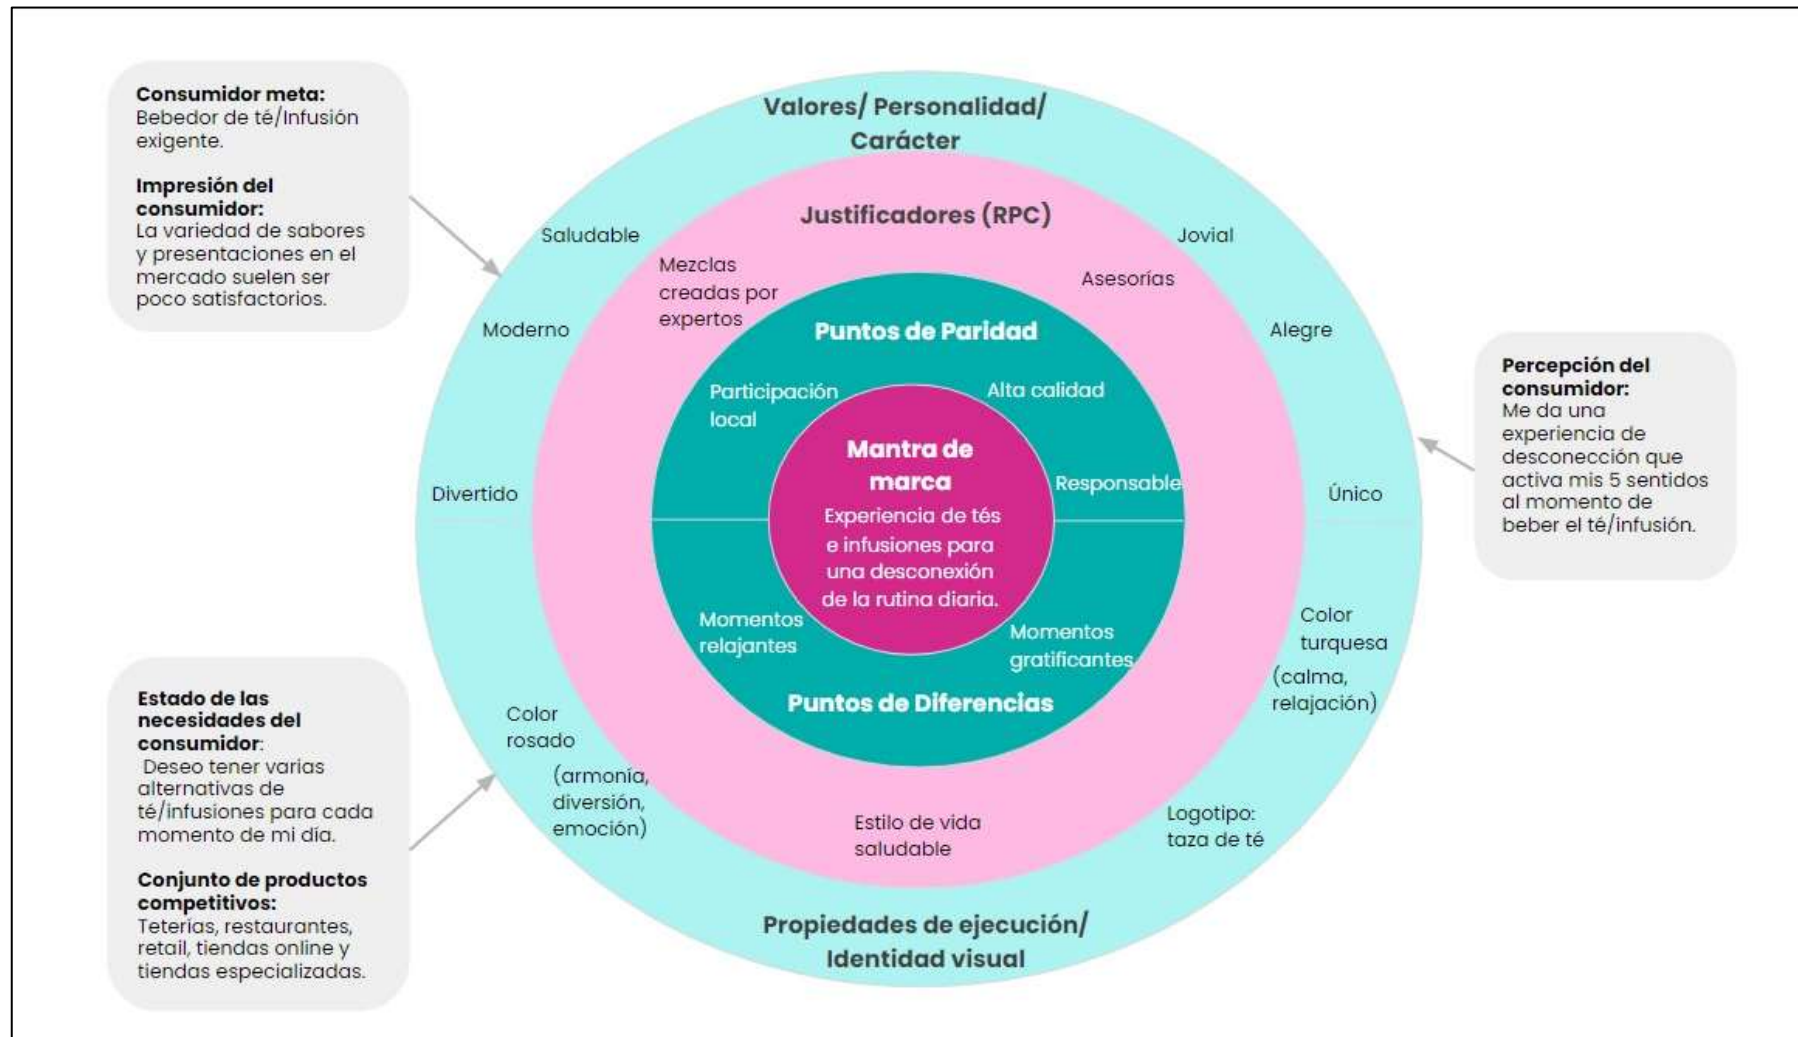 Consumidor meta:
Bebedor de té/Infusión
exigente.
Impresión del
consumidor:
La variedad de sabores
y presentaciones en el
mercado suelen ser
poco satisfactorios.
Valores/ Personalidad/
Carácter
Saludable
Moderno
Divertido
Jovial
Alegre
Único
Justificadores (RPC)
Mezclas
creadas por
expertos
Asesorías
Puntos de Paridad
Participación
local
Alta calidad
Responsable
Mantra de
marca
Experiencia de tés
e infusiones para
una desconexión
de la rutina diaria.
Momentos
relajantes
Momentos
gratificantes
Puntos de Diferencias
Estilo de vida
saludable
Color
rosado
(armonía,
diversión,
emoción)
Color
turquesa
(calma,
relajación)
Logotipo:
taza de té
Propiedades de ejecución/
Identidad visual
Percepción del
consumidor:
Me da una
experiencia de
desconección que
activa mis 5 sentidos
al momento de
beber el té/infusión.
Estado de las
necesidades del
consumidor:
Deseo tener varias
alternativas de
té/infusiones para cada
momento de mi día.
Conjunto de productos
competitivos:
Teterías, restaurantes,
retail, tiendas online y
tiendas especializadas.